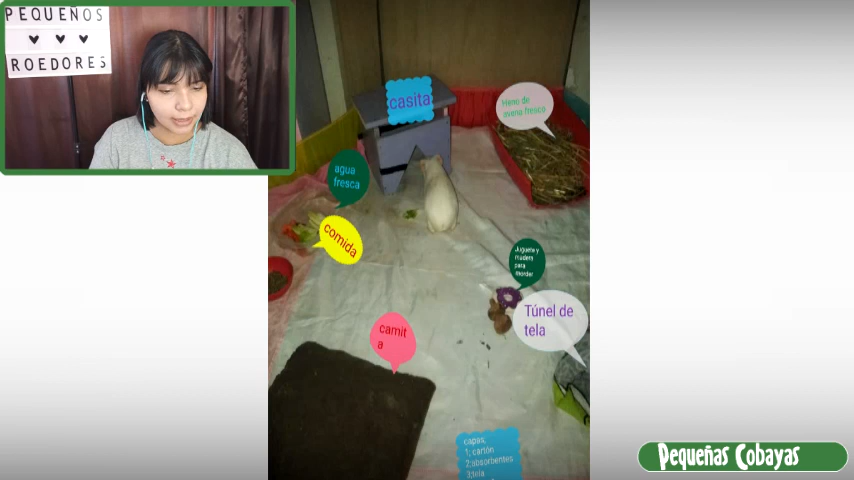 PEQUEÑOS
ROEDORES
casita
Heno de
avena fresco
agua
fresca
comida
Juguete y
madera
para
morder
Túnel de
tela
camit
a
capas;
1; cartón
2:absorbentes
3;tela
Pequeñas Cobayas